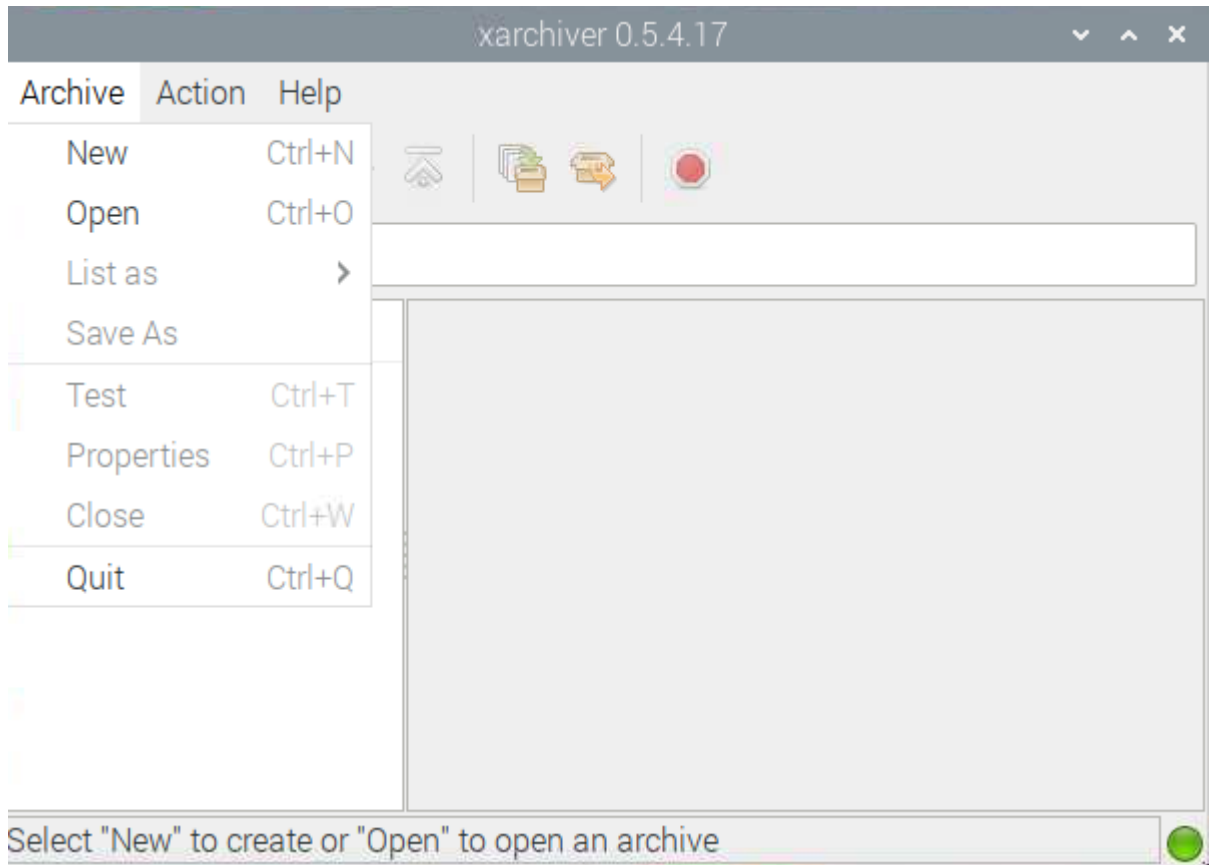 xarchiver 0.5.4.17
Archive Action Help
New Ctrl+N
Open Ctrl+O
List as
Save As
Test Ctrl+T
Properties Ctrl+P
Close Ctrl+W
Quit Ctrl+Q
Select "New" to create or "Open" to open an archive